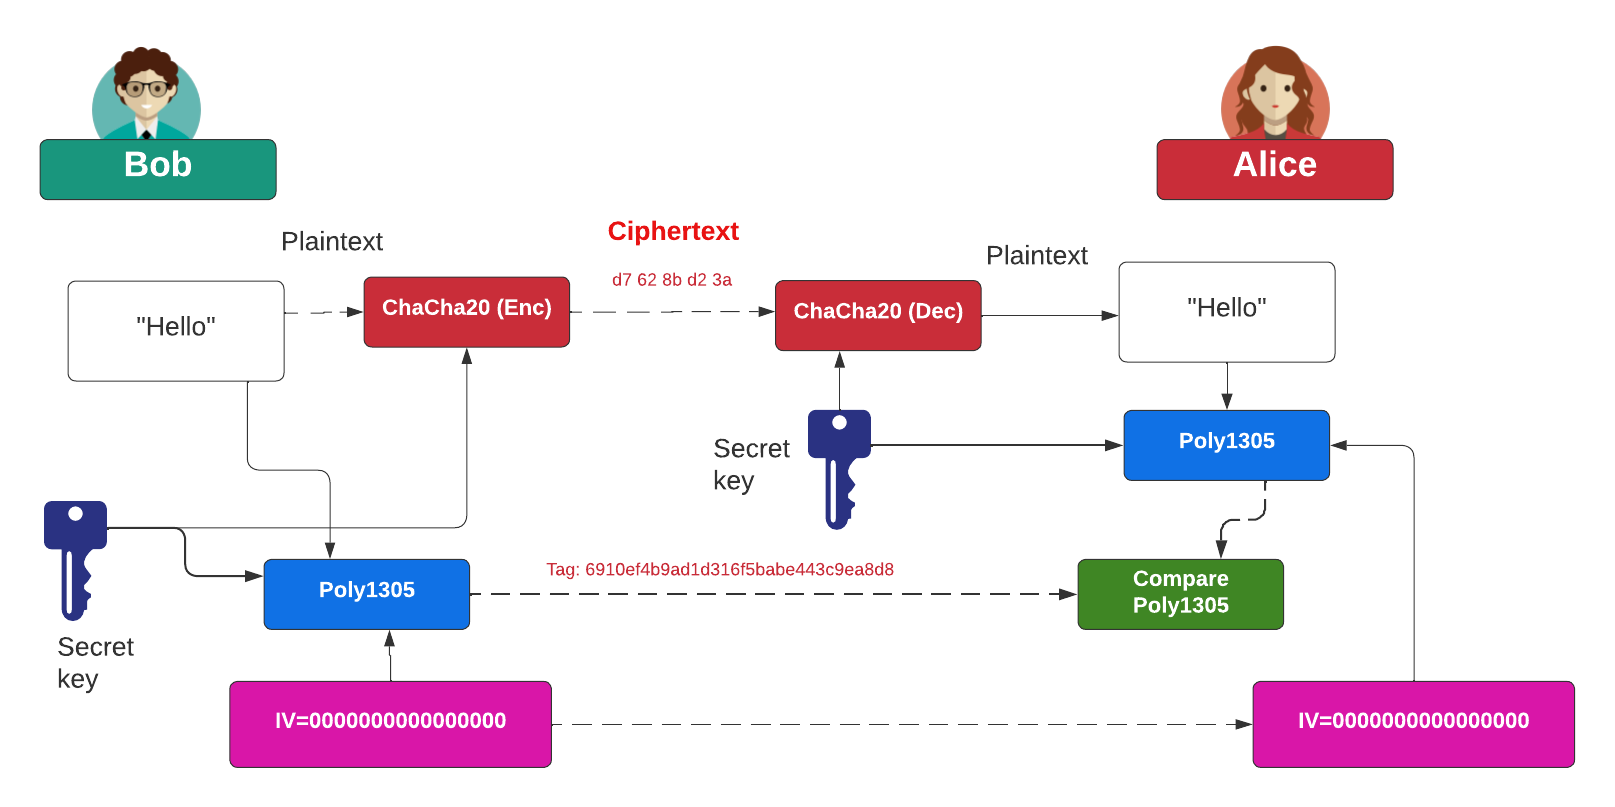 Bob
Alice
Plaintext
Ciphertext
Plaintext
"Hello"
ChaCha20 (Enc)
d7 62 8b d2 3a
ChaCha20 (Dec)
"Hello"
Secret
key
Poly1305
Secret
key
Poly1305
Tag: 6910ef4b9ad1d316f5babe443c9ea8d8
Compare
Poly1305
IV=0000000000000000
IV=0000000000000000